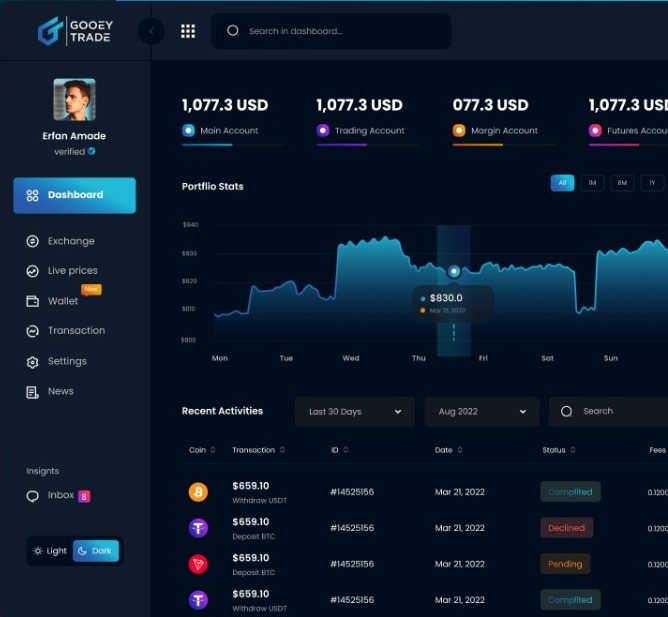 GOOEY
TRADE
Search in dashboard...
Erfan Amade
verified
1,077.3 USD
Main Account
1,077.3 USD
Trading Account
077.3 USD
Margin Account
1,077.3 USD
Futures Account
Dashboard
Exchange
Live prices
New
Wallet
Transaction
Settings
News
Insignts
Inbox 8
Light Dark
Portflio Stats
All 1M 6M 1Y
$840
$830
$820
$810
$800
$830.0
Mar 21, 2022
Mon Tue Wed Thu Fri Sat Sun
Recent Activities Last 30 Days Aug 2022 Search
Coin Transaction ID Date Status Fees
$659.10
Withdraw USDT
#14525156 Mar 21, 2022 Complited 0.1200
$659.10
Deposit BTC
#14525156 Mar 21, 2022 Declined 0.1200
$659.10
Deposit BTC
#14525156 Mar 21, 2022 Pending 0.1200
$659.10
Withdraw USDT
#14525156 Mar 21, 2022 Complited 0.1200